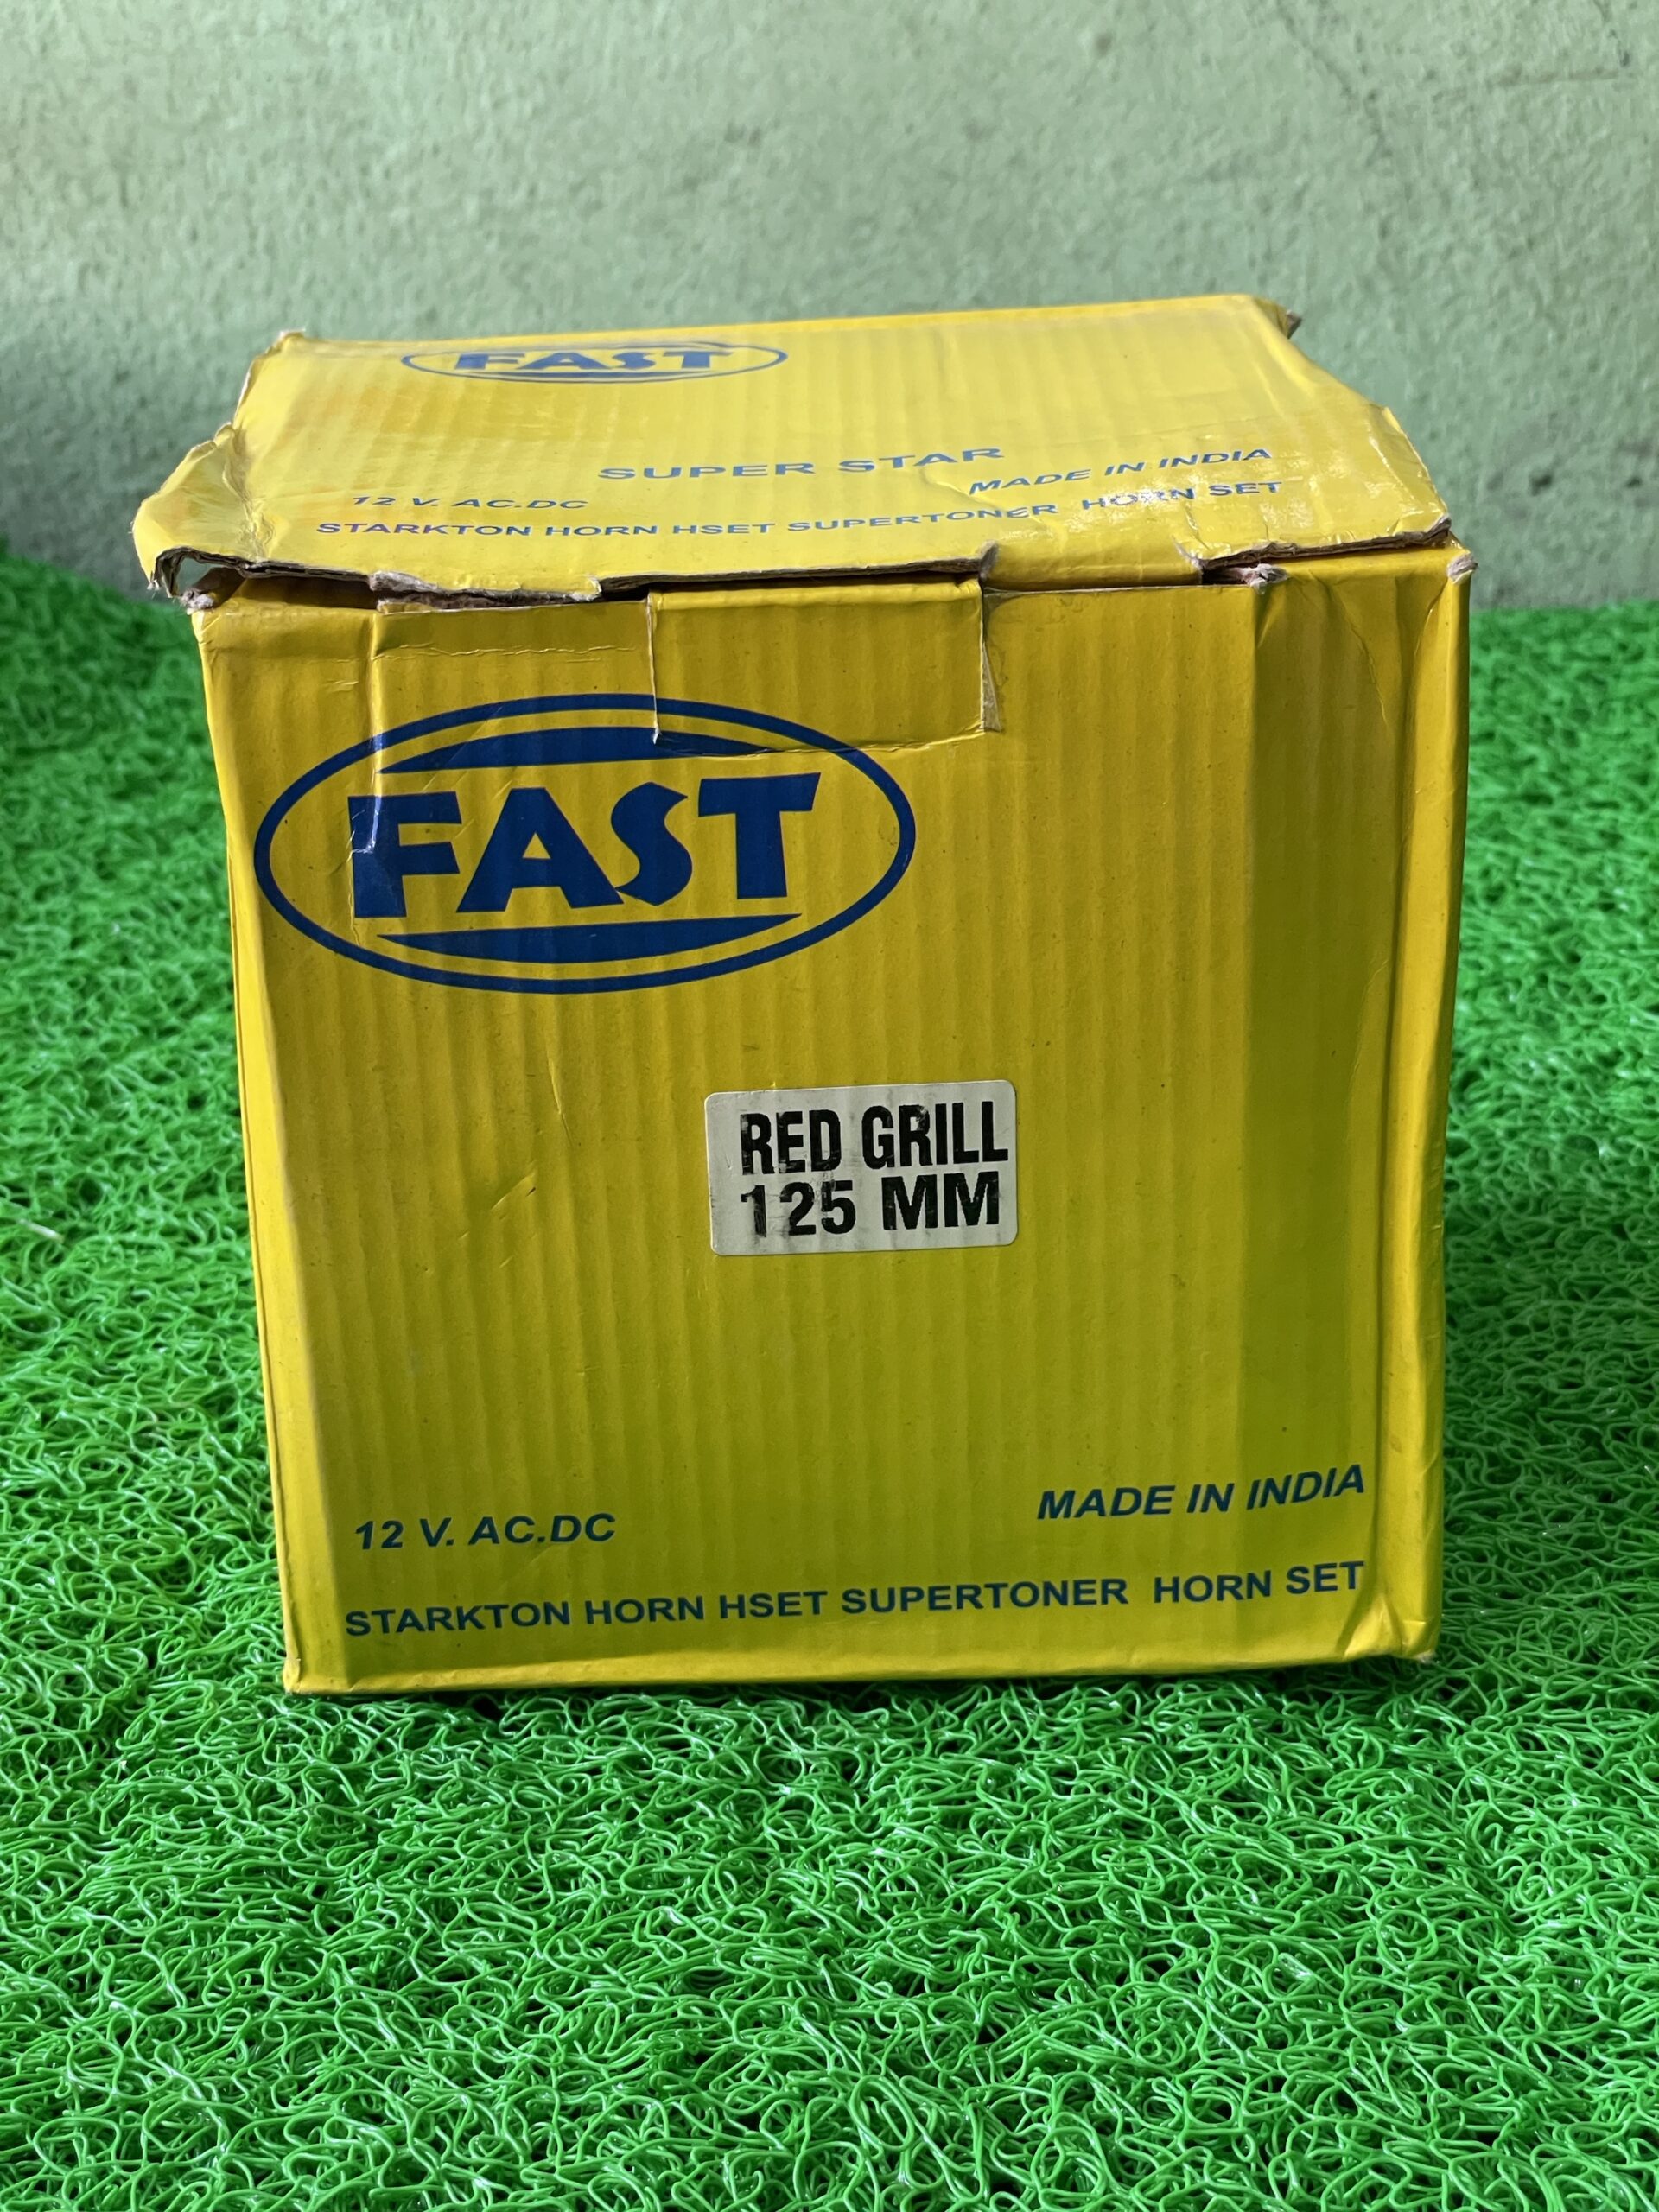 FAST
SUPER STAR
12 V. AC.DC
MADE IN INDIA
STARKTON HORN HSET SUPERTONER HORN SET
FAST
RED GRILL
125 MM
12 V. AC.DC
MADE IN INDIA
STARKTON HORN HSET SUPERTONER HORN SET